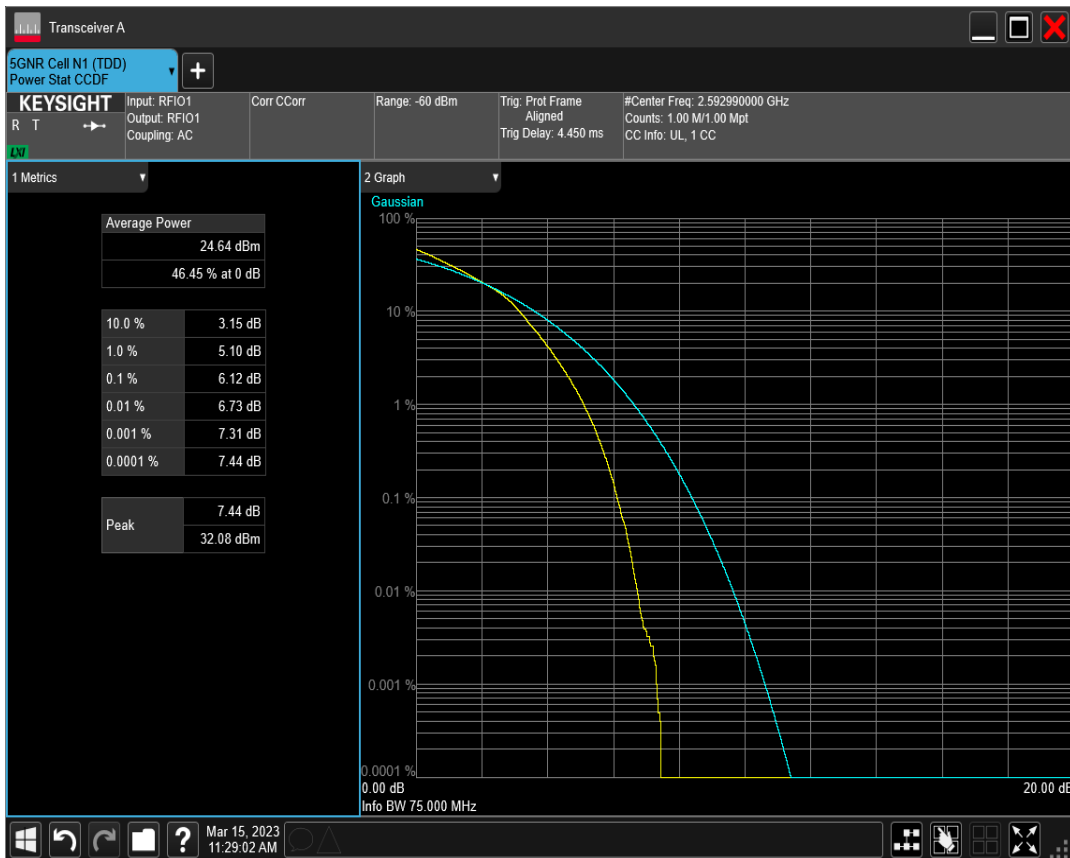 Transceiver A
5GNR Cell N1 (TDD)
Power Stat CCDF
KEYSIGHT
R T
LXI
Input: RFIO1
Output: RFIO1
Coupling: AC
Corr CCorr
Range: -60 dBm
Trig: Prot Frame
Aligned
Trig Delay: 4.450 ms
#Center Freq: 2.592990000 GHz
Counts: 1.00 M/1.00 Mpt
CC Info: UL, 1 CC
1 Metrics
Average Power
24.64 dBm
46.45 % at 0 dB
10.0 % 3.15 dB
1.0 % 5.10 dB
0.1 % 6.12 dB
0.01 % 6.73 dB
0.001 % 7.31 dB
0.0001 % 7.44 dB
Peak
7.44 dB
32.08 dBm
2 Graph
Gaussian
100 %
10 %
1 %
0.1 %
0.01 %
0.001 %
0.0001 %
0.00 dB 20.00 dB
Info BW 75.000 MHz
?
Mar 15, 2023
11:29:02 AM